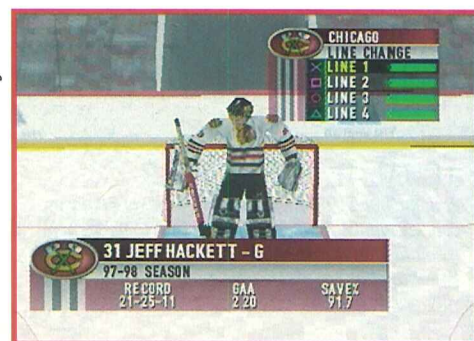 CHICAGO
LINE CHANGE
LINE 1
LINE 2
LINE 3
LINE 4
31 JEFF HACKETT - G
97-98 SEASON
RECORD GAA SAVE%
21-25-11 2.20 91.7